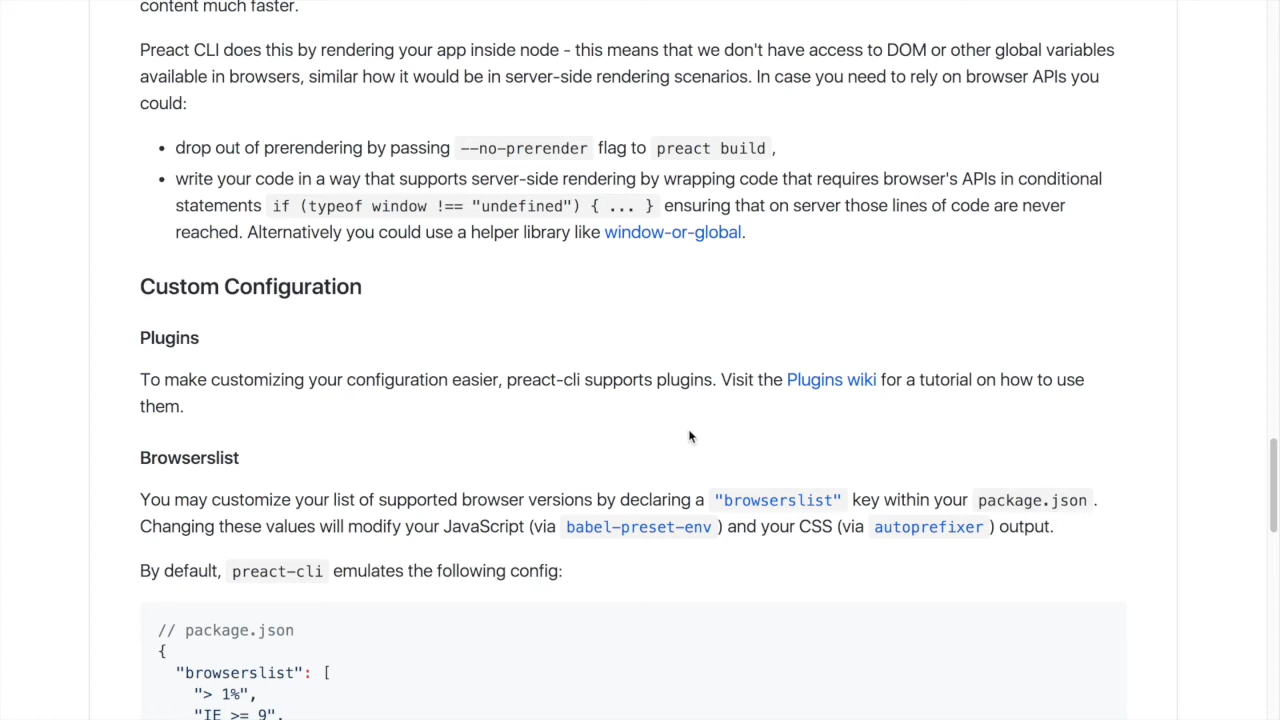 content much faster.
Preact CLI does this by rendering your app inside node - this means that we don't have access to DOM or other global variables
available in browsers, similar how it would be in server-side rendering scenarios. In case you need to rely on browser APIs you
could:
• drop out of prerendering by passing --no-prerender flag to preact build ,
• write your code in a way that supports server-side rendering by wrapping code that requires browser's APIs in conditional
statements if (typeof window !== "undefined") { ... } ensuring that on server those lines of code are never
reached. Alternatively you could use a helper library like window-or-global.
Custom Configuration
Plugins
To make customizing your configuration easier, preact-cli supports plugins. Visit the Plugins wiki for a tutorial on how to use
them.
Browserslist
You may customize your list of supported browser versions by declaring a "browserslist" key within your package.json .
Changing these values will modify your JavaScript (via babel-preset-env ) and your CSS (via autoprefixer ) output.
By default, preact-cli emulates the following config:
// package.json
{
"browserslist": [
"> 1%",
"IE >= 9",